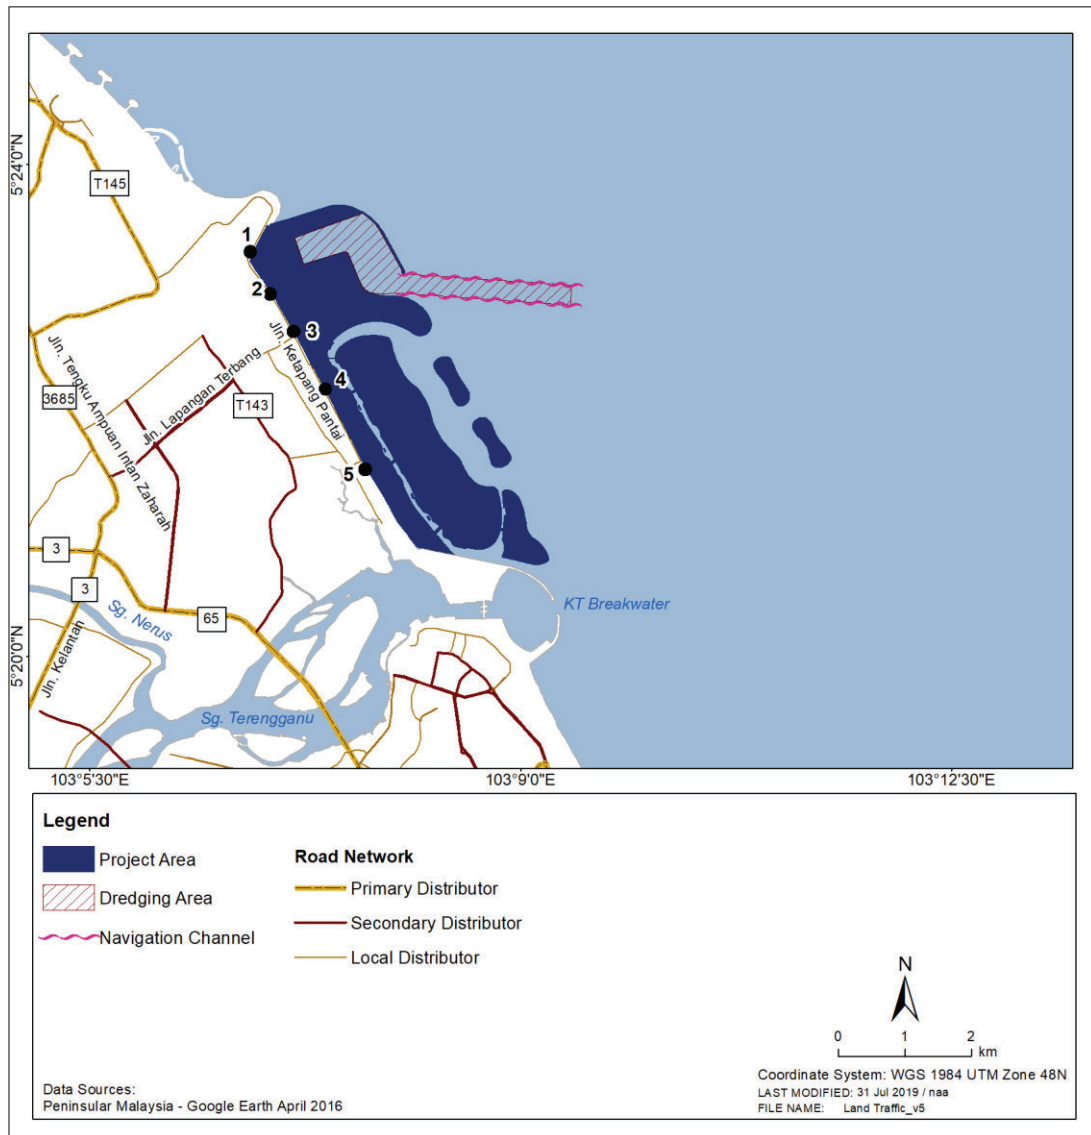 5°24'0"N
T145
1
2
3
4
5
Jln. Ketapang Pantai
Jln. Lapangan Terbang
T143
3685
Jln. Tengku Ampuan Intan Zaharah
3
3
65
Sg. Nerus
Jln. Kelantan
KT Breakwater
5°20'0"N
Sg. Terengganu
103°5'30"E
103°9'0"E
103°12'30"E
Legend
Project Area
Dredging Area
Navigation Channel
Road Network
Primary Distributor
Secondary Distributor
Local Distributor
N
0 1 2
km
Data Sources:
Peninsular Malaysia - Google Earth April 2016
Coordinate System: WGS 1984 UTM Zone 48N
LAST MODIFIED: 31 Jul 2019 / naa
FILE NAME: Land Traffic_v5